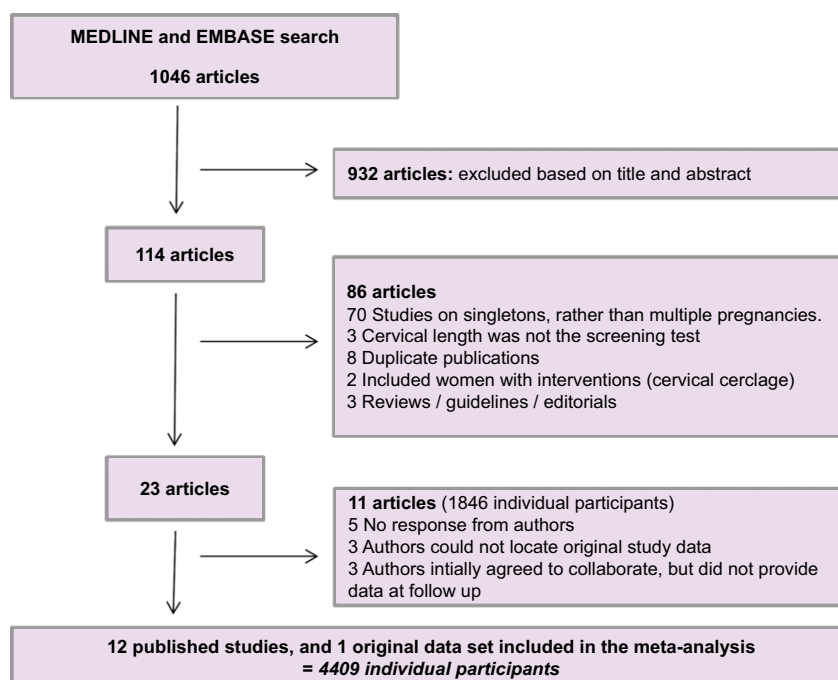 MEDLINE and EMBASE search
1046 articles
932 articles: excluded based on title and abstract
114 articles
86 articles
70 Studies on singletons, rather than multiple pregnancies.
3 Cervical length was not the screening test
8 Duplicate publications
2 Included women with interventions (cervical cerclage)
3 Reviews / guidelines / editorials
23 articles
11 articles (1846 individual participants)
5 No response from authors
3 Authors could not locate original study data
3 Authors intially agreed to collaborate, but did not provide
data at follow up
12 published studies, and 1 original data set included in the meta-analysis
= 4409 individual participants